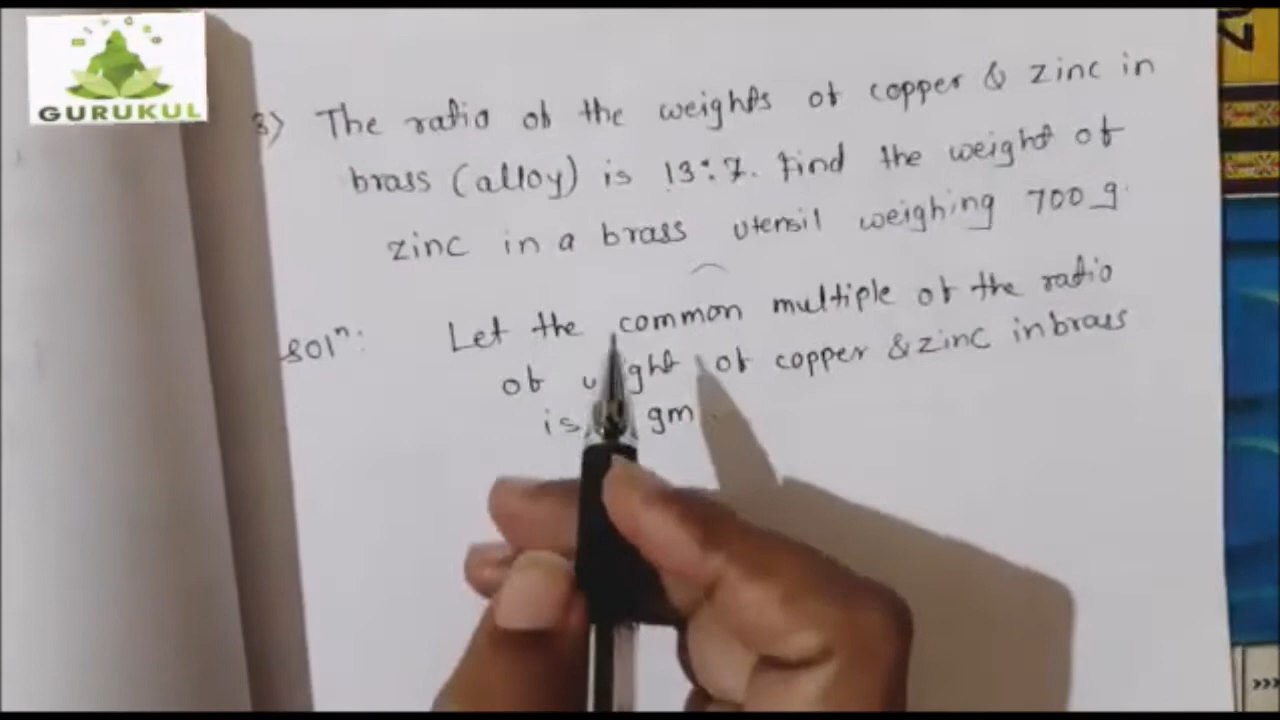 GURUKUL
3) The ratio of the weights of copper & zinc in
brass (alloy) is 13:7. Find the weight of
zinc in a brass utensil weighing 700 g.
Solⁿ: Let the common multiple of the ratio
of of copper & zinc in brass
is gm